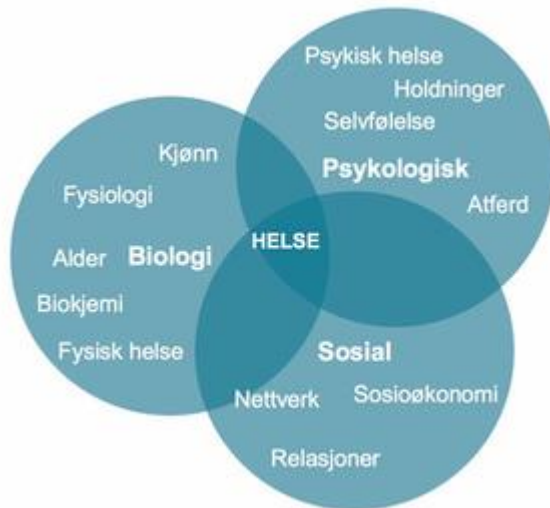 Psykisk helse
Holdninger
Selvfølelse
Psykologisk
Atferd
Kjønn
Fysiologi
Alder
Biologi
Biokjemi
Fysisk helse
HELSE
Sosial
Nettverk
Sosioøkonomi
Relasjoner